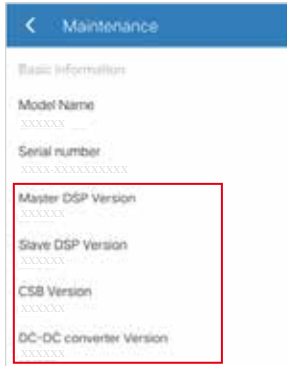 Maintenance
Basic Information
Model Name
XXXXXX
Serial number
XXXX-XXXXXXXXXX
Master DSP Version
XXXXXX
Slave DSP Version
XXXXXX
CSB Version
XXXXXX
DC-DC converter Version
XXXXXX